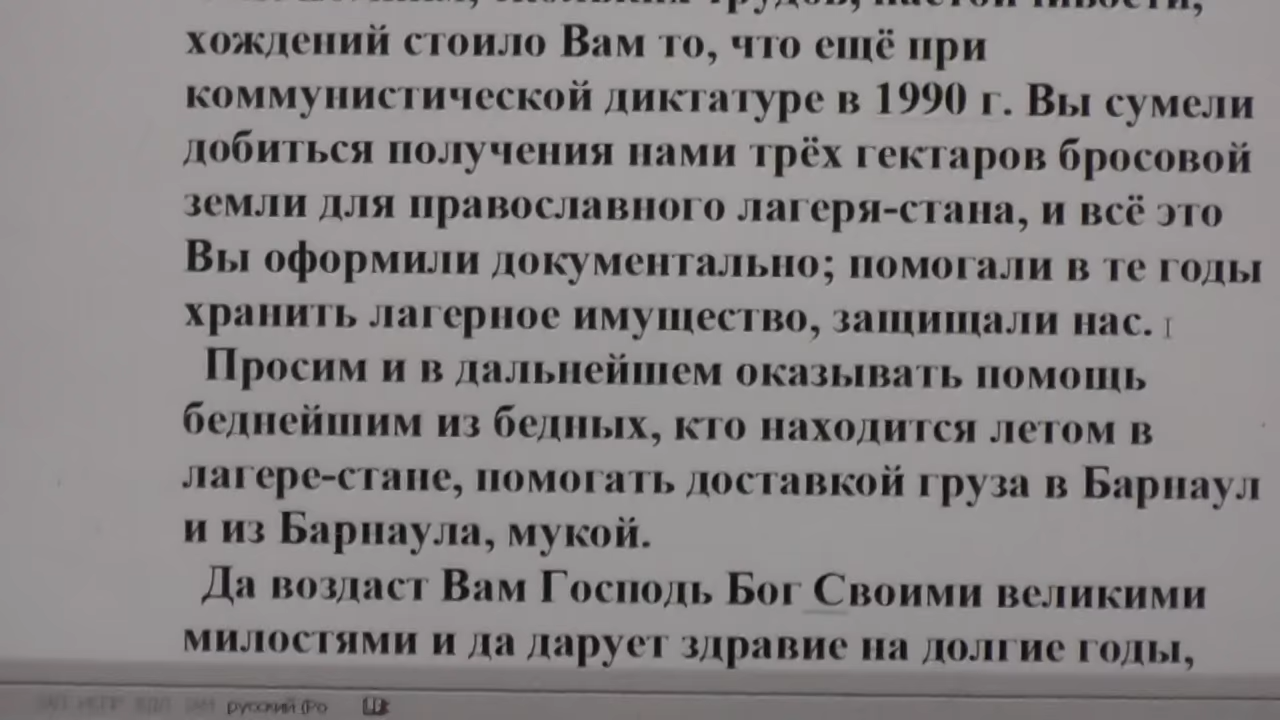 хождений стоило Вам то, что ещё при
коммунистической диктатуре в 1990 г. Вы сумели
добиться получения нами трёх гектаров бросовой
земли для православного лагеря-стана, и всё это
Вы оформили документально; помогали в те годы
хранить лагерное имущество, защищали нас.
Просим и в дальнейшем оказывать помощь
беднейшим из бедных, кто находится летом в
лагере-стане, помогать доставкой груза в Барнаул
и из Барнаула, мукой.
Да воздаст Вам Господь Бог Своими великими
милостями и да дарует здравие на долгие годы,
русский (Ро